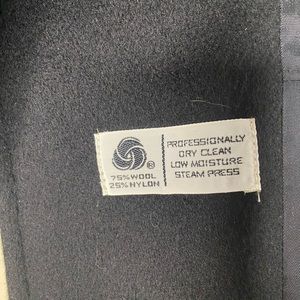 PROFESSIONALLY
DRY CLEAN
LOW MOISTURE
STEAM PRESS
75% WOOL
25% NYLON